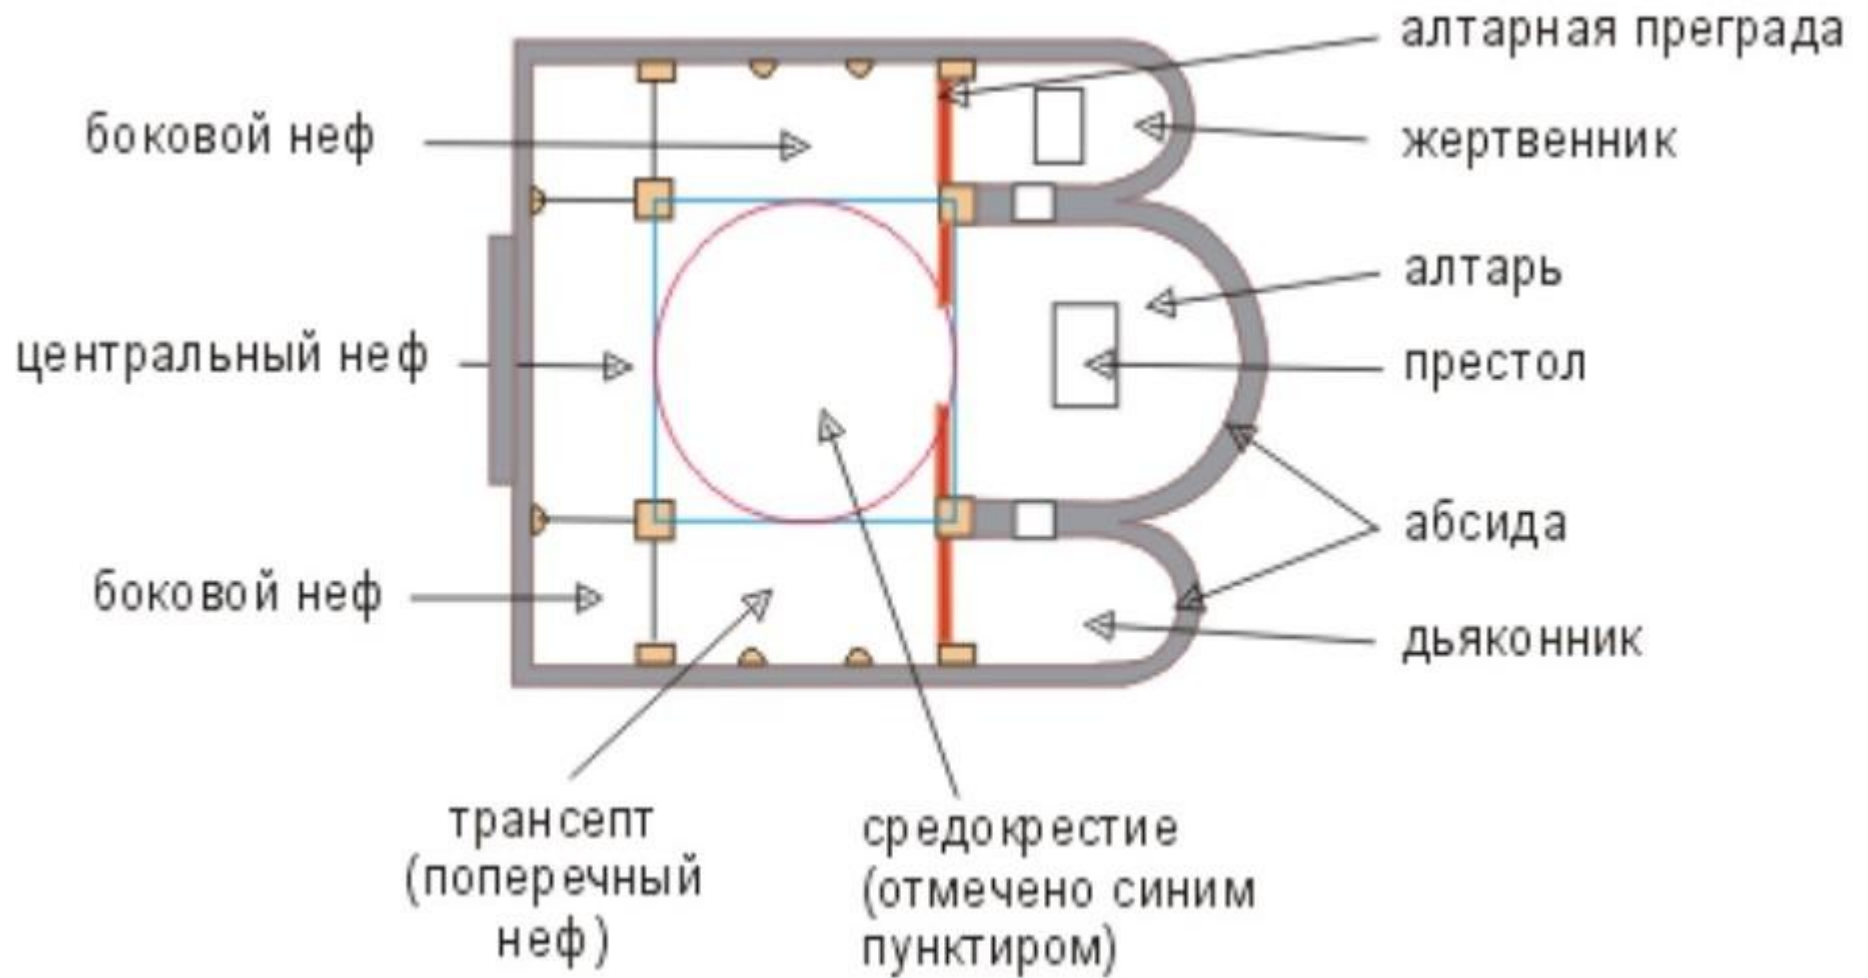 алтарная преграда
боковой неф
жертвенник
алтарь
центральный неф
престол
абсида
боковой неф
дьяконник
трансепт
(поперечный
неф)
средокрестие
(отмечено синим
пунктиром)